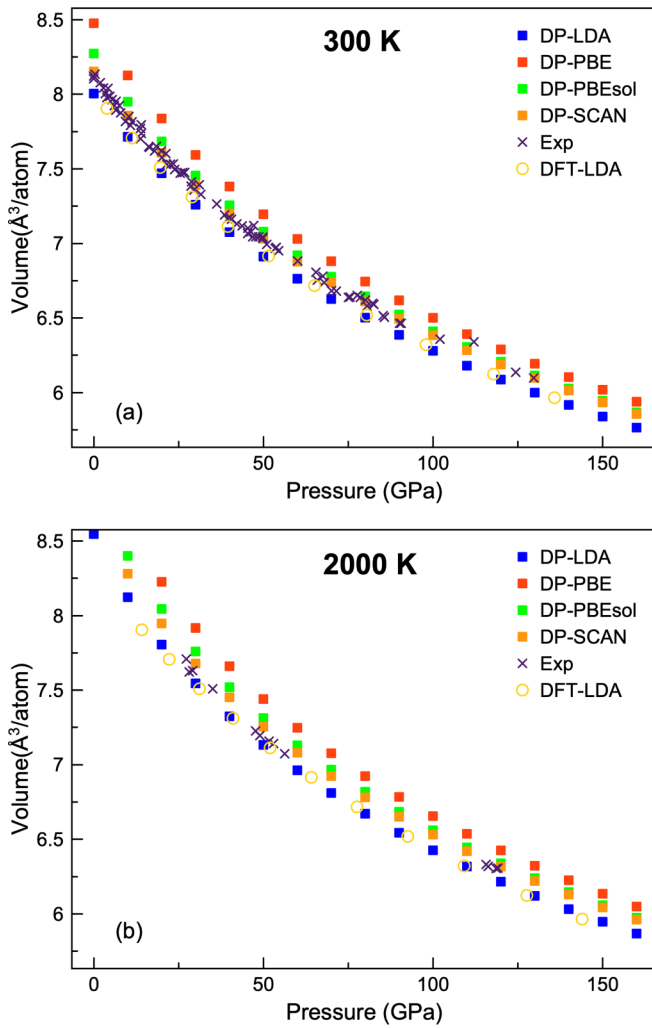 300 K
DP-LDA
DP-PBE
DP-PBEsol
DP-SCAN
Exp
DFT-LDA
Volume(Å³/atom)
8.5
8
7.5
7
6.5
6
(a)
0 50 100 150
Pressure (GPa)
2000 K
DP-LDA
DP-PBE
DP-PBEsol
DP-SCAN
Exp
DFT-LDA
Volume(Å³/atom)
8.5
8
7.5
7
6.5
6
(b)
0 50 100 150
Pressure (GPa)